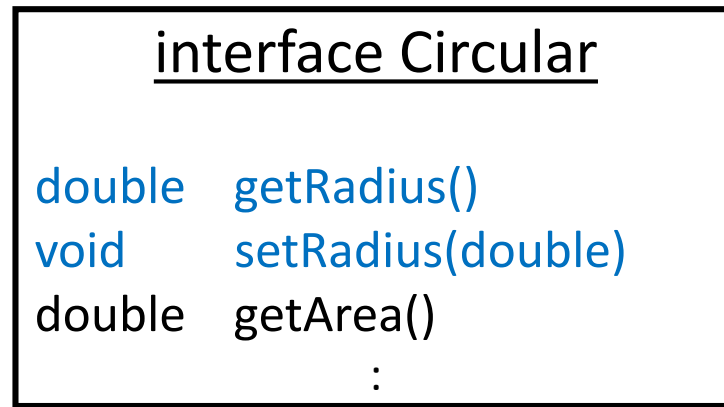 interface Circular
double getRadius()
void setRadius(double)
double getArea()
: